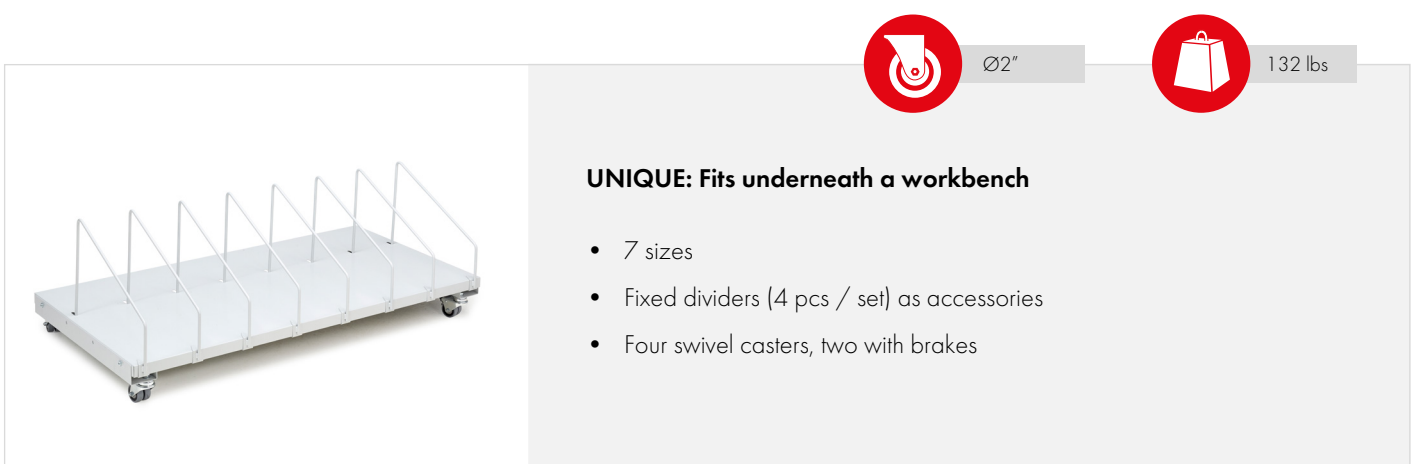 Ø2”
132 lbs
UNIQUE: Fits underneath a workbench
• 7 sizes
• Fixed dividers (4 pcs / set) as accessories
• Four swivel casters, two with brakes